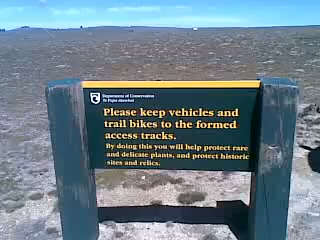 Department of Conservation
Te Papa Atawhai
Please keep vehicles and
trail bikes to the formed
access tracks.
By doing this you will help protect rare
and delicate plants, and protect historic
sites and relics.